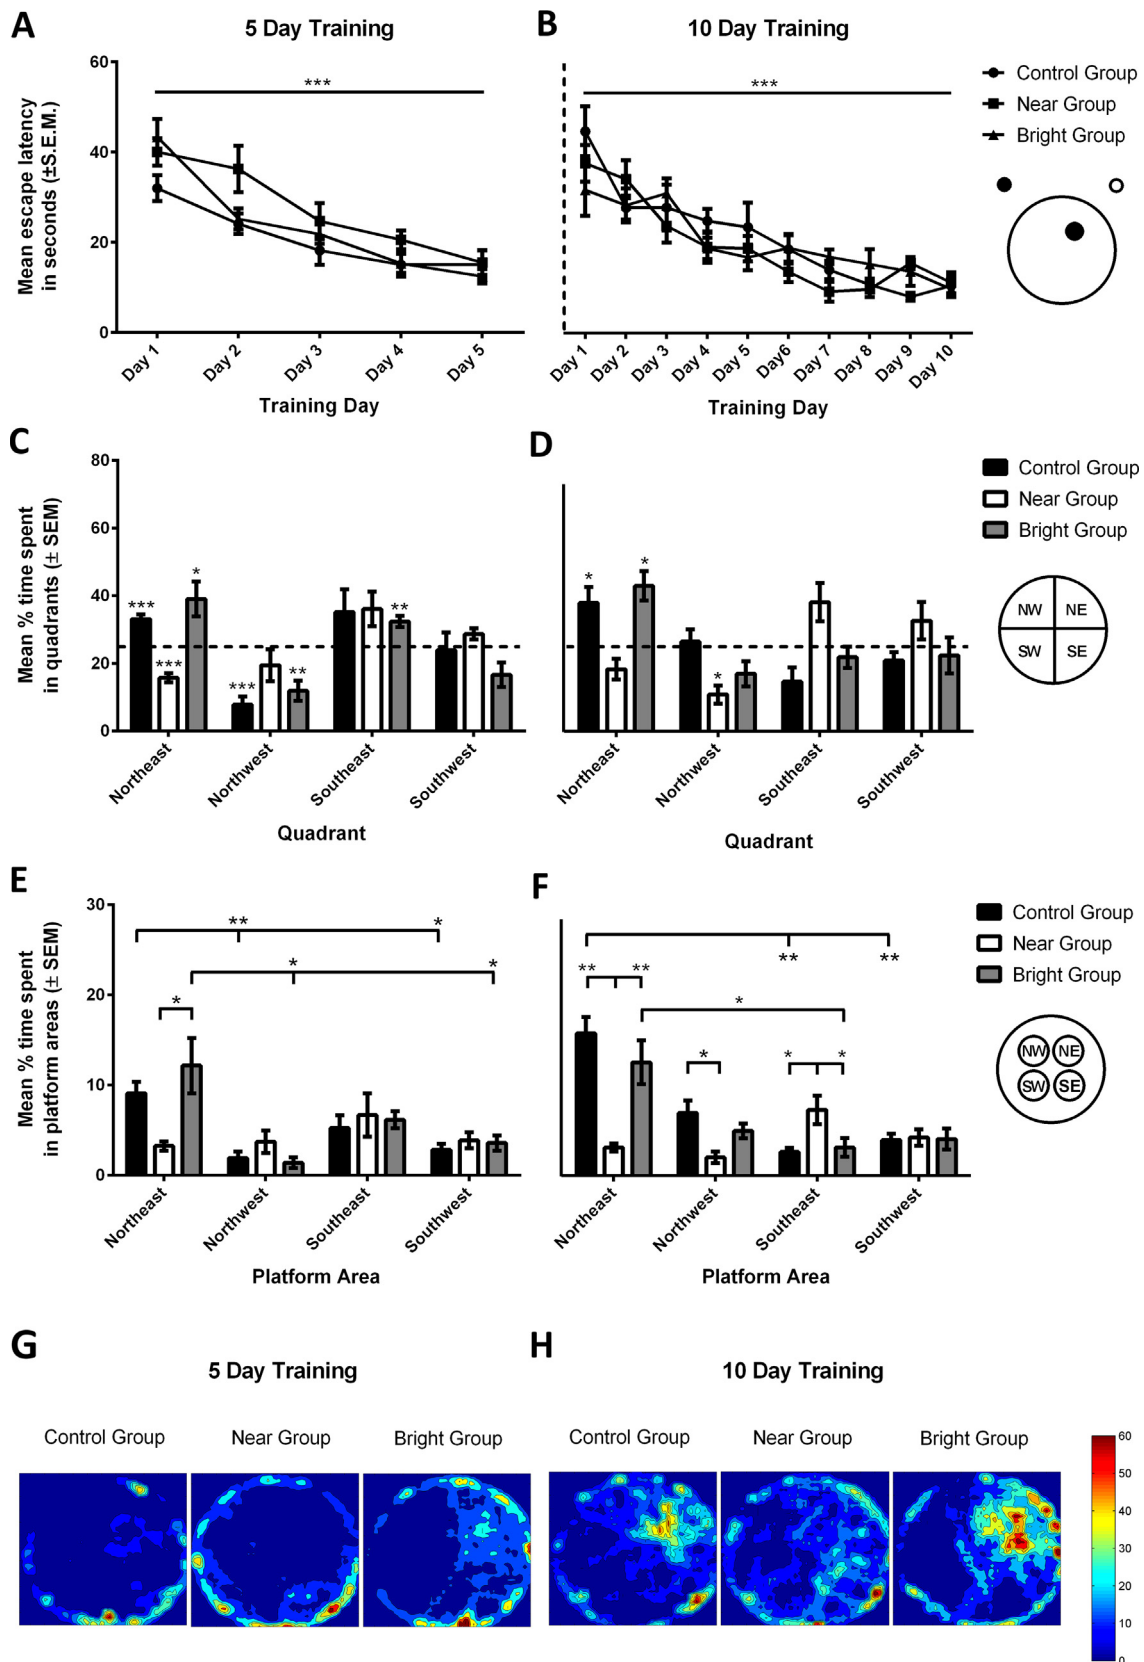 A
5 Day Training
B
10 Day Training
Mean escape latency
in seconds (±S.E.M.)
60
40
20
0
***
***
Control Group
Near Group
Bright Group
Day 1
Day 2
Day 3
Day 4
Day 5
Training Day
Day 1
Day 2
Day 3
Day 4
Day 5
Day6
Day 7
Day 8
Day 9
Day 10
Training Day
C
D
Mean % time spent
in quadrants (± SEM)
80
60
40
20
0
***
***
*
***
**
**
*
*
*
Control Group
Near Group
Bright Group
NW NE
SW SE
Northeast
Northwest
Southeast
Southwest
Quadrant
Northeast
Northwest
Southeast
Southwest
Quadrant
E
F
Mean % time spent
in platform areas (± SEM)
30
20
10
0
**
*
*
*
*
**
**
**
**
*
*
*
*
Control Group
Near Group
Bright Group
NW NE
SW SE
Northeast
Northwest
Southeast
Southwest
Platform Area
Northeast
Northwest
Southeast
Southwest
Platform Area
G
5 Day Training
H
10 Day Training
Control Group
Near Group
Bright Group
Control Group
Near Group
Bright Group
60
50
40
30
20
10
0